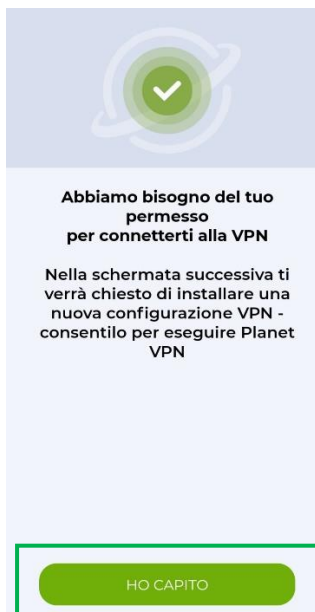 Abbiamo bisogno del tuo
permesso
per connetterti alla VPN
Nella schermata successiva ti
verrà chiesto di installare una
nuova configurazione VPN -
consentilo per eseguire Planet
VPN
HO CAPITO